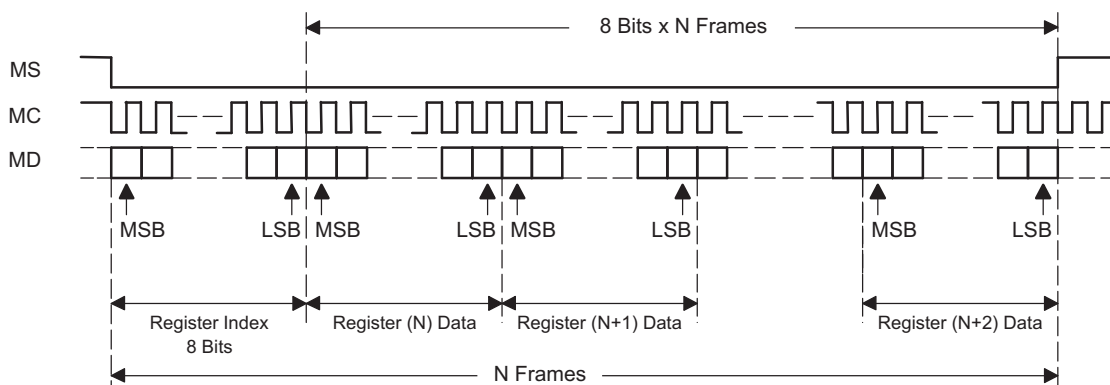 8 Bits x N Frames
MS
MC
MD
MSB LSB MSB LSB MSB LSB MSB LSB
Register Index
8 Bits
Register (N) Data
Register (N+1) Data
Register (N+2) Data
N Frames